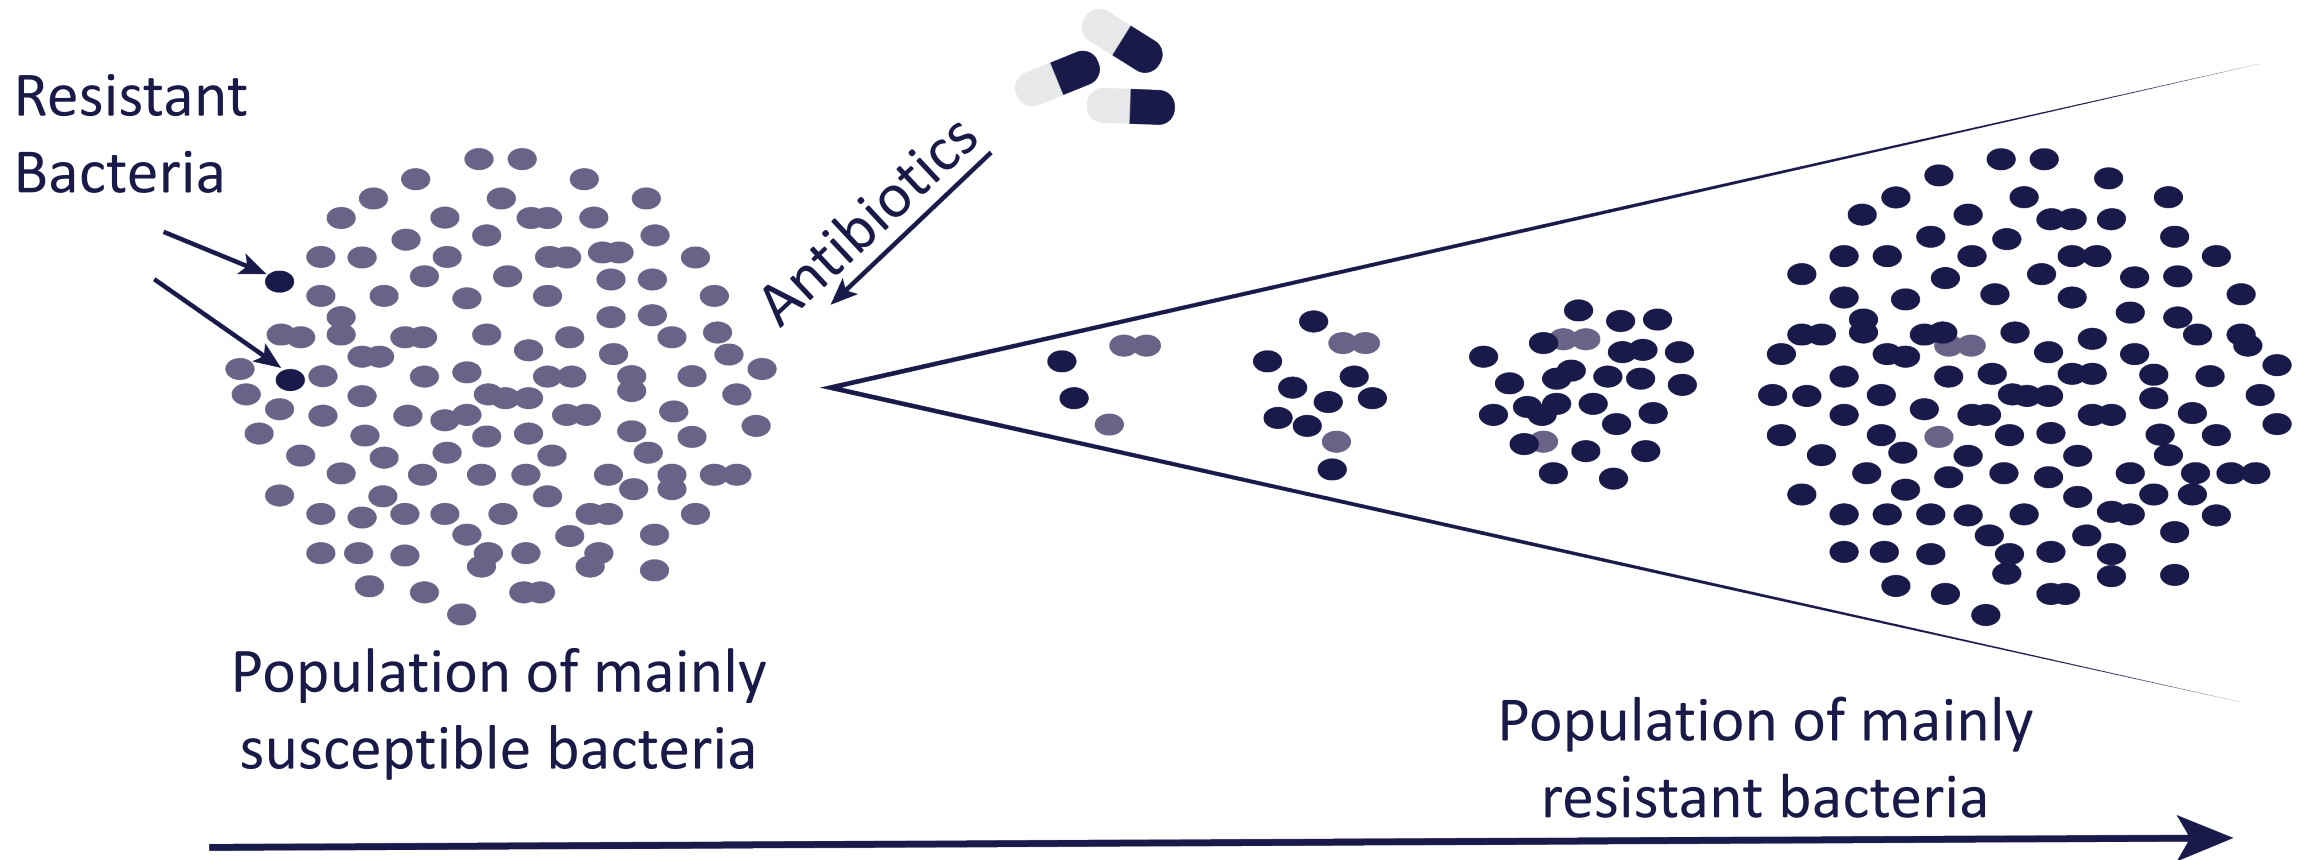 Resistant
Bacteria
Antibiotics
Population of mainly
susceptible bacteria
Population of mainly
resistant bacteria